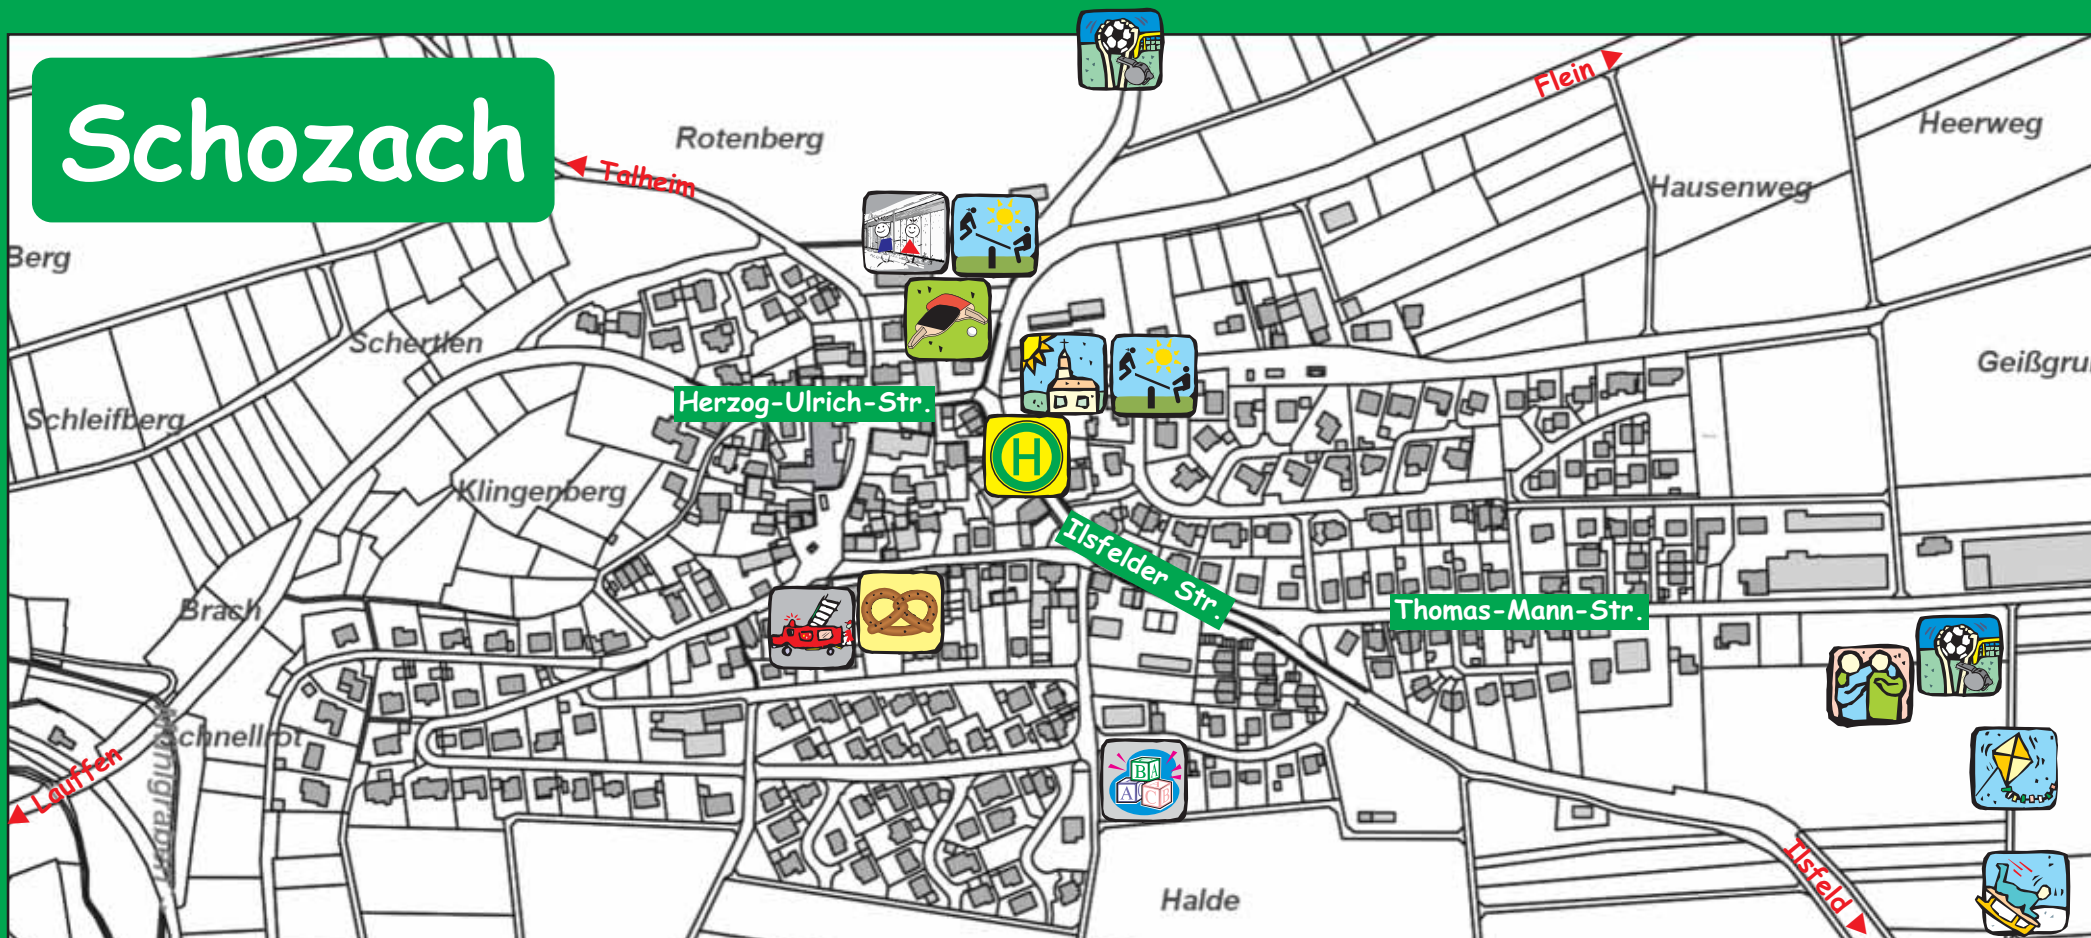 Schozach
Flein
Heerweg
Rotenberg
Talheim
Hausenweg
Berg
Schertlen
Geißgru
Herzog-Ulrich-Str.
Schleifberg
H
Klingenberg
Ilsfelder Str.
Brach
Thomas-Mann-Str.
Schnellrot
Lauffen
B A
A C B
Ilsfeld
Halde